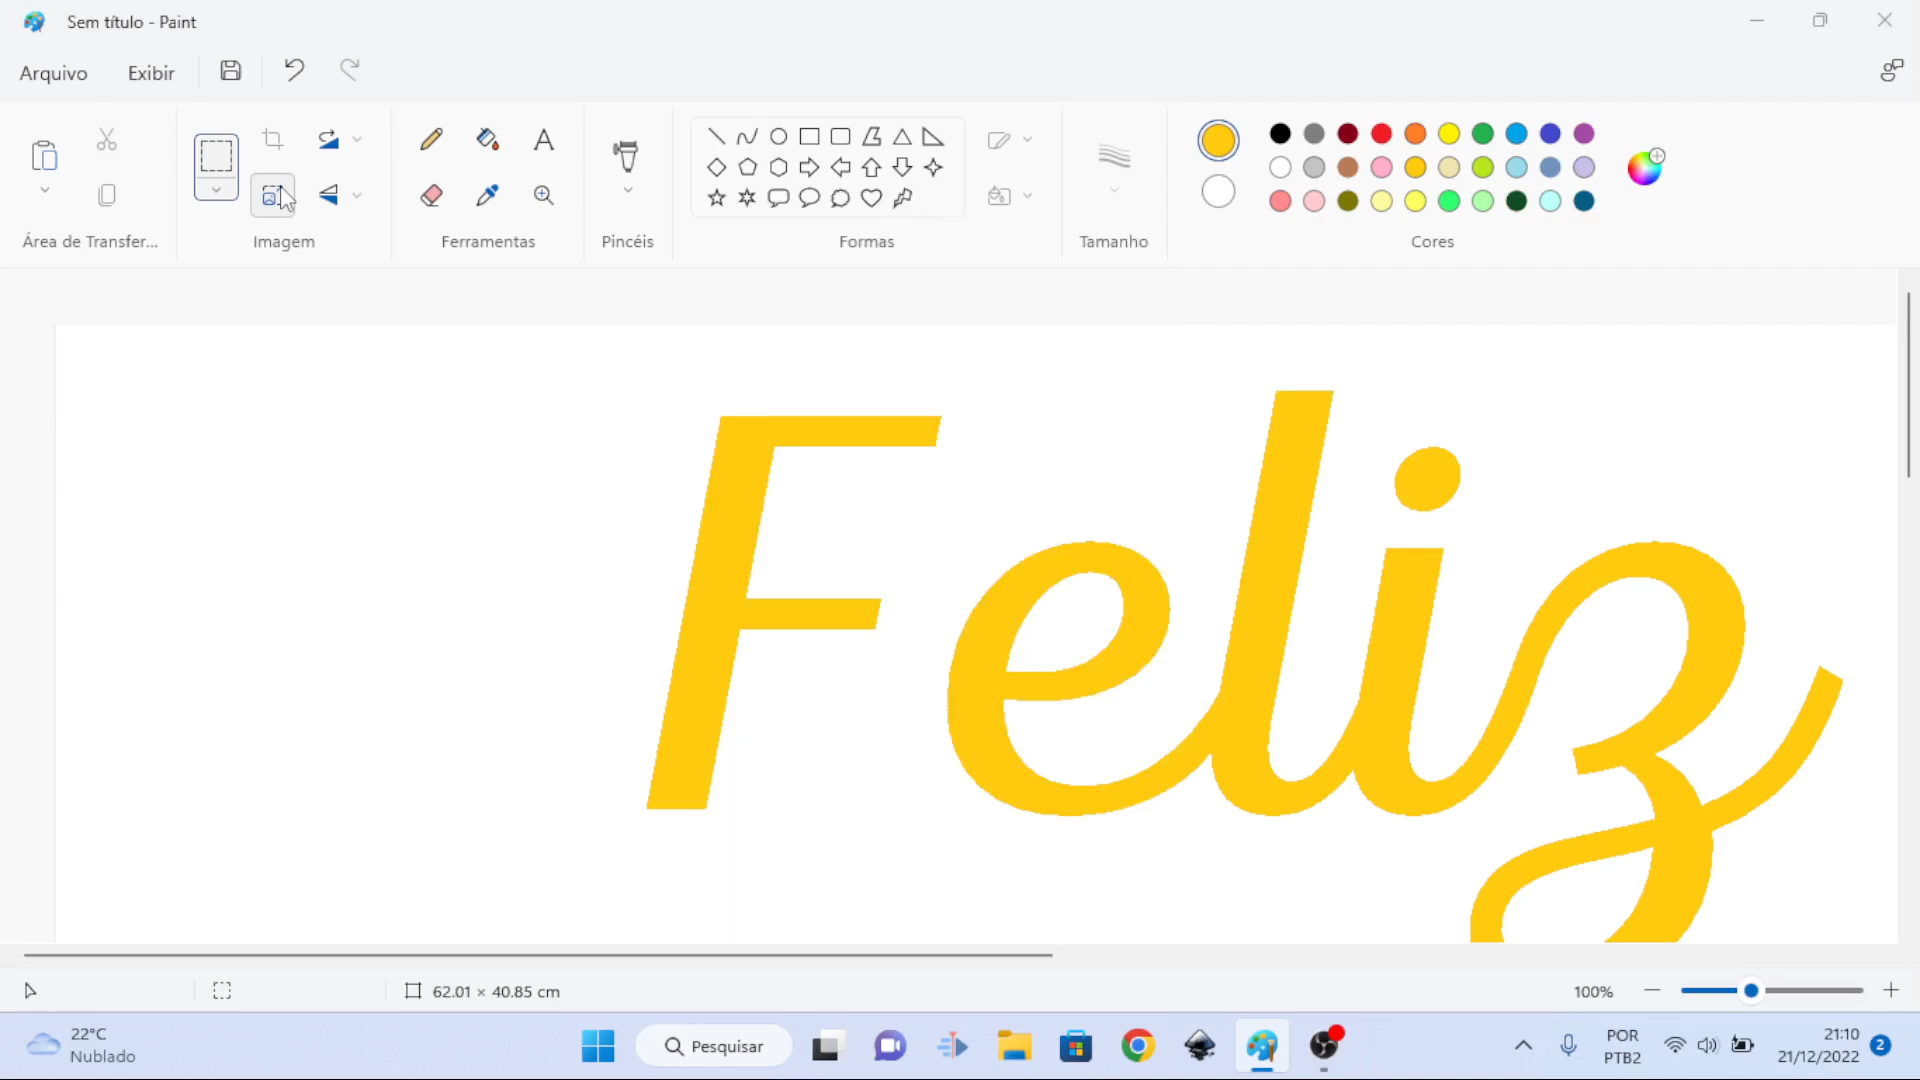 Sem título - Paint
Arquivo Exibir
Área de Transfer... Imagem Ferramentas Pincéis Formas Tamanho Cores
Feliz
62.01 × 40.85 cm 100%
22°C
Nublado
Pesquisar
POR
PTB2
21:10
21/12/2022
2